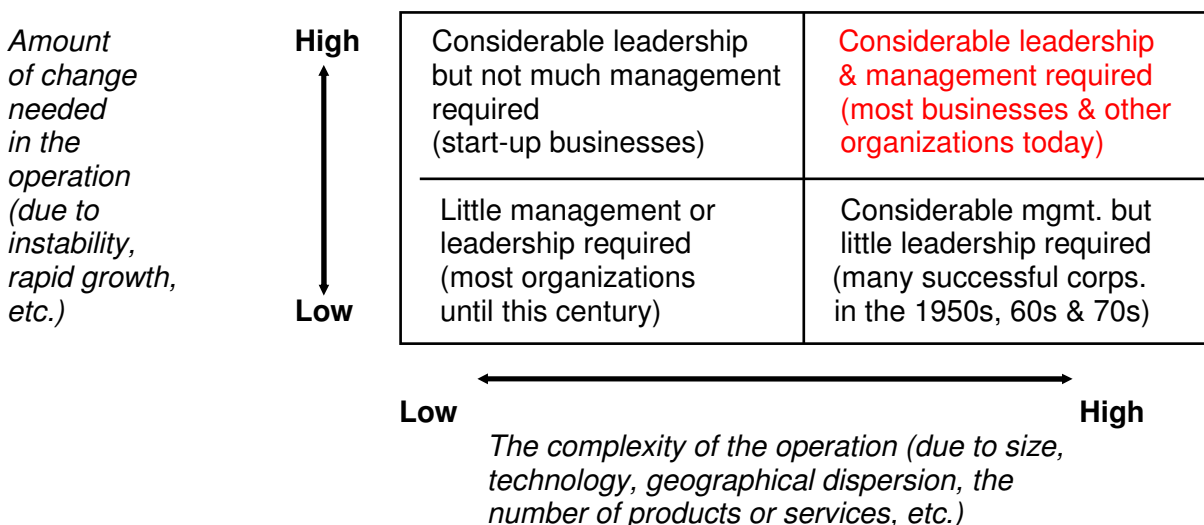 Amount
of change
needed
in the
operation
(due to
instability,
rapid growth,
etc.)
High
Low
Considerable leadership
but not much management
required
(start-up businesses)
Considerable leadership
& management required
(most businesses & other
organizations today)
Little management or
leadership required
(most organizations
until this century)
Considerable mgmt. but
little leadership required
(many successful corps.
in the 1950s, 60s & 70s)
Low
High
The complexity of the operation (due to size,
technology, geographical dispersion, the
number of products or services, etc.)